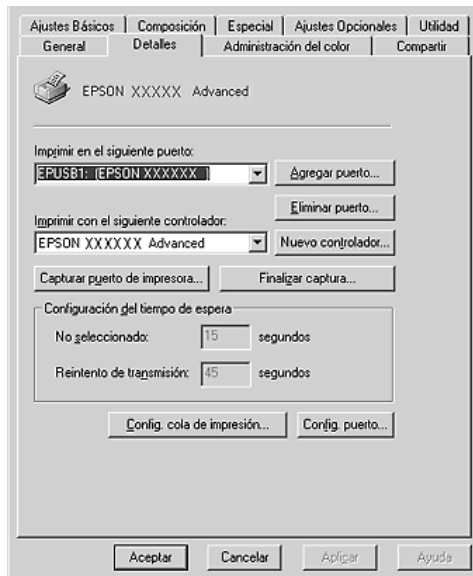 Ajustes Básicos Composición Especial Ajustes Opcionales Utilidad
General Detalles Administración del color Compartir
EPSON XXXXX Advanced
Imprimir en el siguiente puerto:
EPUSB1: (EPSON XXXXXX ) Agregar puerto...
Eliminar puerto...
Imprimir con el siguiente controlador:
EPSON XXXXXX Advanced Nuevo controlador...
Capturar puerto de impresora... Finalizar captura...
Configuración del tiempo de espera
No seleccionado: 15 segundos
Reintento de transmisión: 45 segundos
Config. cola de impresión... Config. puerto...
Aceptar Cancelar Aplicar Ayuda